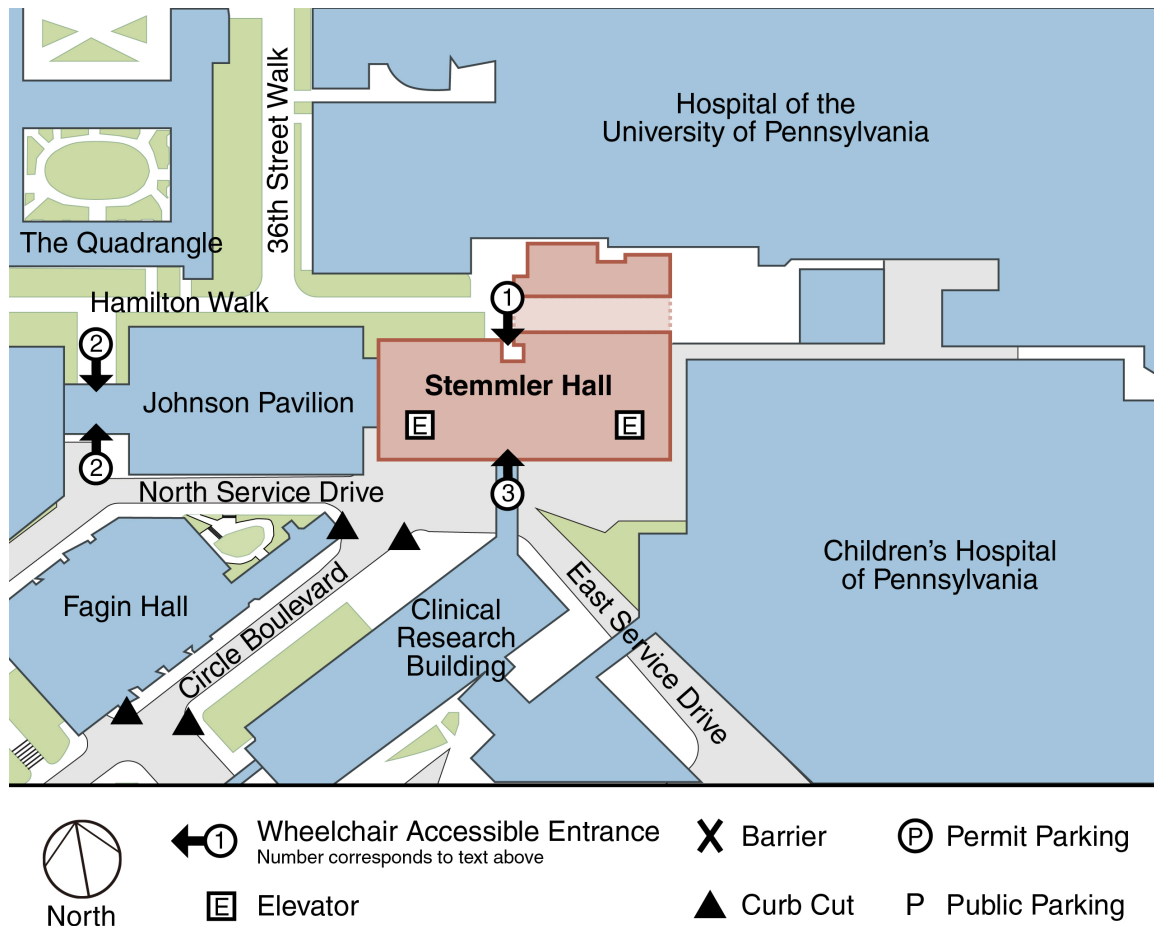 36th Street Walk
Hospital of the
University of Pennsylvania
The Quadrangle
Hamilton Walk
1
2
Johnson Pavilion
Stemmler Hall
E
E
2
3
North Service Drive
Fagin Hall
Circle Boulevard
Clinical
Research
Building
East Service Drive
Children's Hospital
of Pennsylvania
1
Wheelchair Accessible Entrance
Number corresponds to text above
Barrier
P
Permit Parking
North
E
Elevator
Curb Cut
P
Public Parking